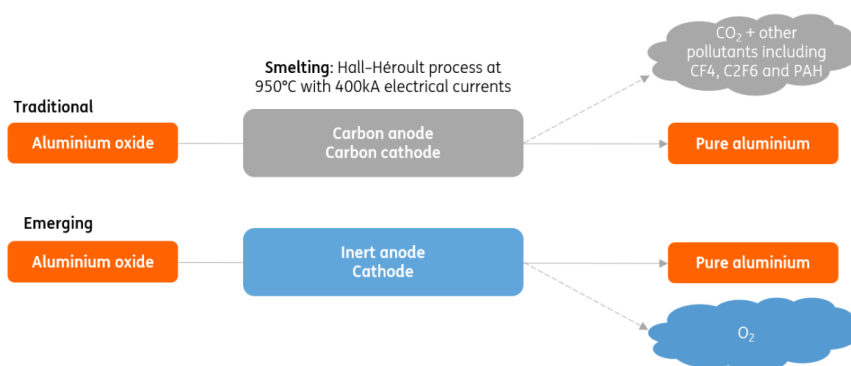 CO₂ + other
pollutants including
CF4, C2F6 and PAH
Smelting: Hall–Héroult process at
950°C with 400kA electrical currents
Traditional
Aluminium oxide
Carbon anode
Carbon cathode
Pure aluminium
Emerging
Aluminium oxide
Inert anode
Cathode
Pure aluminium
O₂